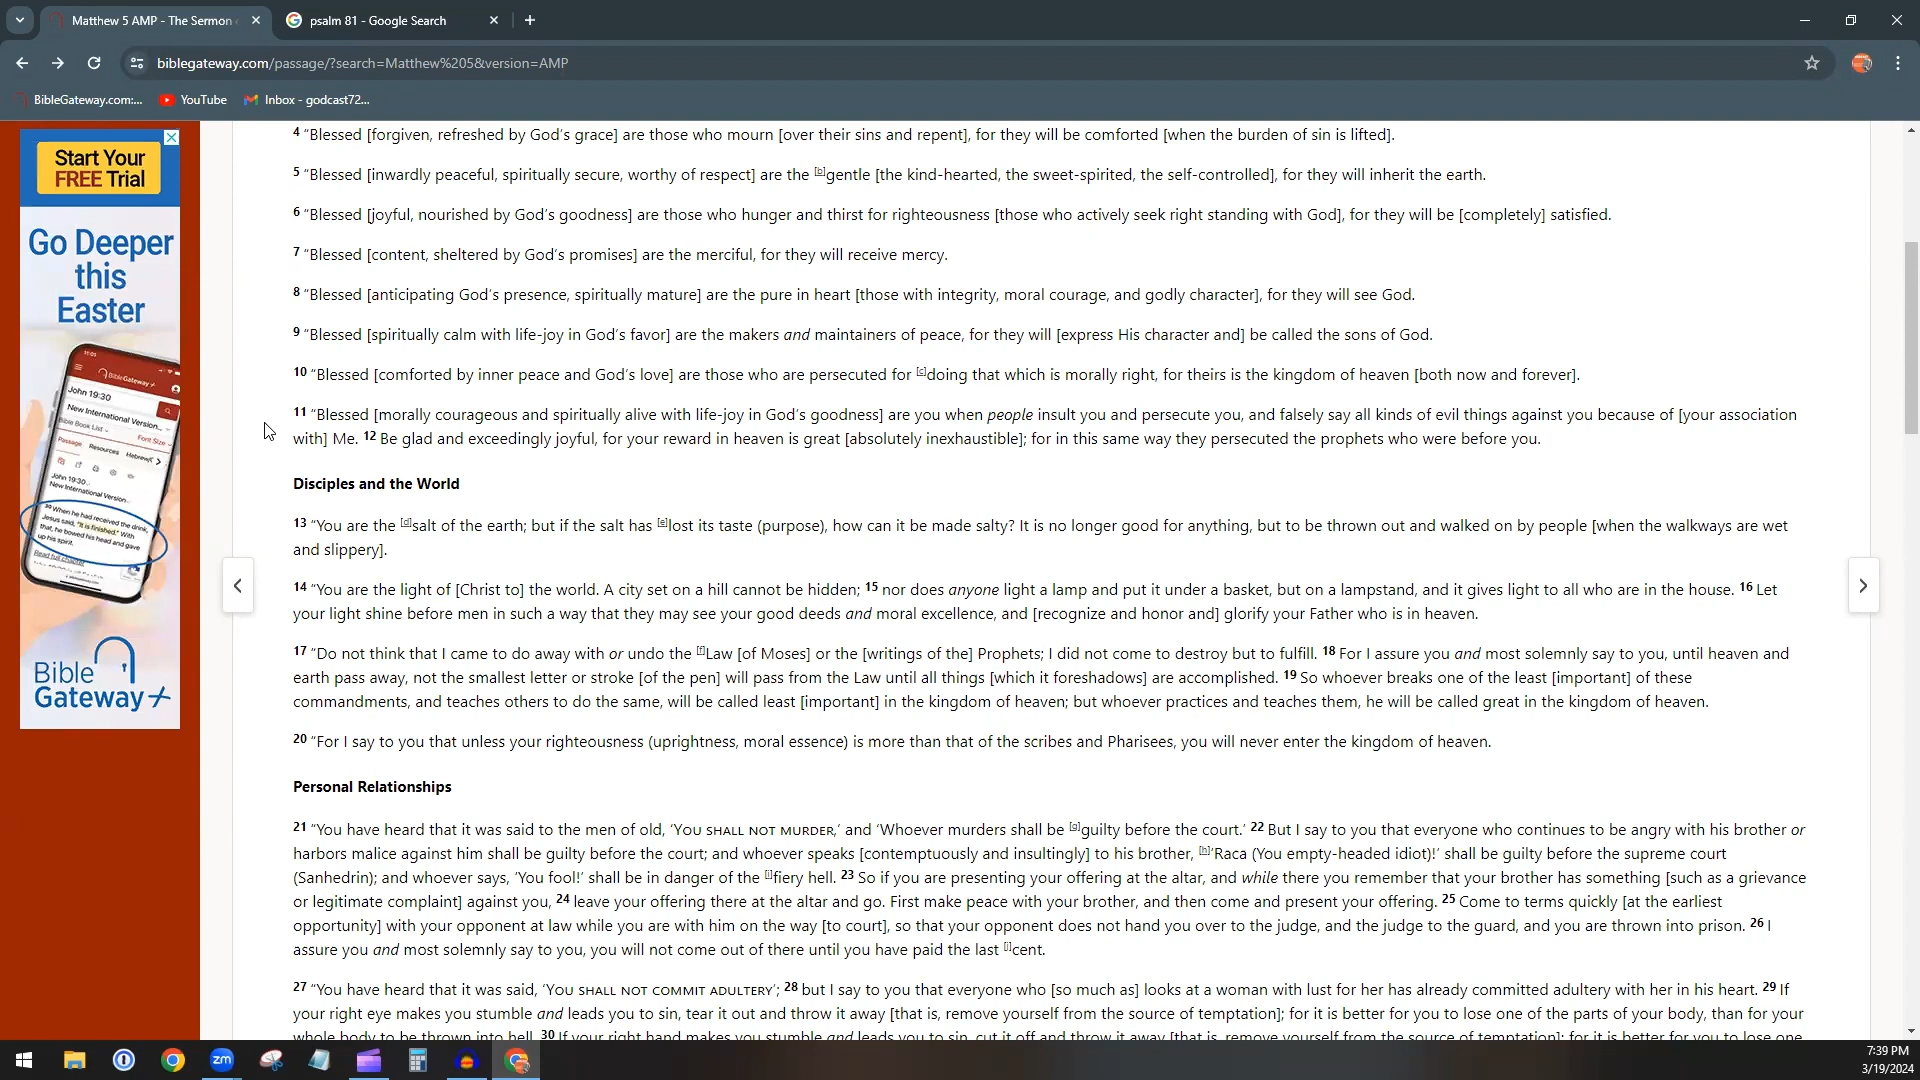 Matthew 5 AMP - The Sermon
psalm 81 - Google Search
biblegateway.com/passage/?search=Matthew%205&version=AMP
BibleGateway.com:... YouTube Inbox - godcast72...
Start Your
FREE Trial
Go Deeper
this
Easter
11:01
BibleGateway+
John 19:30
New International Version...
Bible Book List Font Size
Passage Resources Hebrew/
John 19:30
New International Version
30 When he had received the drink,
Jesus said, "It is finished." With
that, he bowed his head and gave
up his spirit.
Read full chapter
Bible
Gateway+
4 “Blessed [forgiven, refreshed by God’s grace] are those who mourn [over their sins and repent], for they will be comforted [when the burden of sin is lifted].
5 “Blessed [inwardly peaceful, spiritually secure, worthy of respect] are the [b]gentle [the kind-hearted, the sweet-spirited, the self-controlled], for they will inherit the earth.
6 “Blessed [joyful, nourished by God’s goodness] are those who hunger and thirst for righteousness [those who actively seek right standing with God], for they will be [completely] satisfied.
7 “Blessed [content, sheltered by God’s promises] are the merciful, for they will receive mercy.
8 “Blessed [anticipating God’s presence, spiritually mature] are the pure in heart [those with integrity, moral courage, and godly character], for they will see God.
9 “Blessed [spiritually calm with life-joy in God’s favor] are the makers and maintainers of peace, for they will [express His character and] be called the sons of God.
10 “Blessed [comforted by inner peace and God’s love] are those who are persecuted for [c]doing that which is morally right, for theirs is the kingdom of heaven [both now and forever].
11 “Blessed [morally courageous and spiritually alive with life-joy in God’s goodness] are you when people insult you and persecute you, and falsely say all kinds of evil things against you because of [your association
with] Me. 12 Be glad and exceedingly joyful, for your reward in heaven is great [absolutely inexhaustible]; for in this same way they persecuted the prophets who were before you.
Disciples and the World
13 “You are the [d]salt of the earth; but if the salt has [e]lost its taste (purpose), how can it be made salty? It is no longer good for anything, but to be thrown out and walked on by people [when the walkways are wet
and slippery].
14 “You are the light of [Christ to] the world. A city set on a hill cannot be hidden; 15 nor does anyone light a lamp and put it under a basket, but on a lampstand, and it gives light to all who are in the house. 16 Let
your light shine before men in such a way that they may see your good deeds and moral excellence, and [recognize and honor and] glorify your Father who is in heaven.
17 “Do not think that I came to do away with or undo the [f]Law [of Moses] or the [writings of the] Prophets; I did not come to destroy but to fulfill. 18 For I assure you and most solemnly say to you, until heaven and
earth pass away, not the smallest letter or stroke [of the pen] will pass from the Law until all things [which it foreshadows] are accomplished. 19 So whoever breaks one of the least [important] of these
commandments, and teaches others to do the same, will be called least [important] in the kingdom of heaven; but whoever practices and teaches them, he will be called great in the kingdom of heaven.
20 “For I say to you that unless your righteousness (uprightness, moral essence) is more than that of the scribes and Pharisees, you will never enter the kingdom of heaven.
Personal Relationships
21 “You have heard that it was said to the men of old, ‘YOU SHALL NOT MURDER,’ and ‘Whoever murders shall be [g]guilty before the court.’ 22 But I say to you that everyone who continues to be angry with his brother or
harbors malice against him shall be guilty before the court; and whoever speaks [contemptuously and insultingly] to his brother, [h]‘Raca (You empty-headed idiot)!’ shall be guilty before the supreme court
(Sanhedrin); and whoever says, ‘You fool!’ shall be in danger of the [i]fiery hell. 23 So if you are presenting your offering at the altar, and while there you remember that your brother has something [such as a grievance
or legitimate complaint] against you, 24 leave your offering there at the altar and go. First make peace with your brother, and then come and present your offering. 25 Come to terms quickly [at the earliest
opportunity] with your opponent at law while you are with him on the way [to court], so that your opponent does not hand you over to the judge, and the judge to the guard, and you are thrown into prison. 26 I
assure you and most solemnly say to you, you will not come out of there until you have paid the last [j]cent.
27 “You have heard that it was said, ‘YOU SHALL NOT COMMIT ADULTERY’; 28 but I say to you that everyone who [so much as] looks at a woman with lust for her has already committed adultery with her in his heart. 29 If
your right eye makes you stumble and leads you to sin, tear it out and throw it away [that is, remove yourself from the source of temptation]; for it is better for you to lose one of the parts of your body, than for your
whole body to be thrown into hell. 30 If your right hand makes you stumble and leads you to sin, cut it off and throw it away [that is, remove yourself from the source of temptation]; for it is better for you to lose one
zm
7:39 PM
3/19/2024